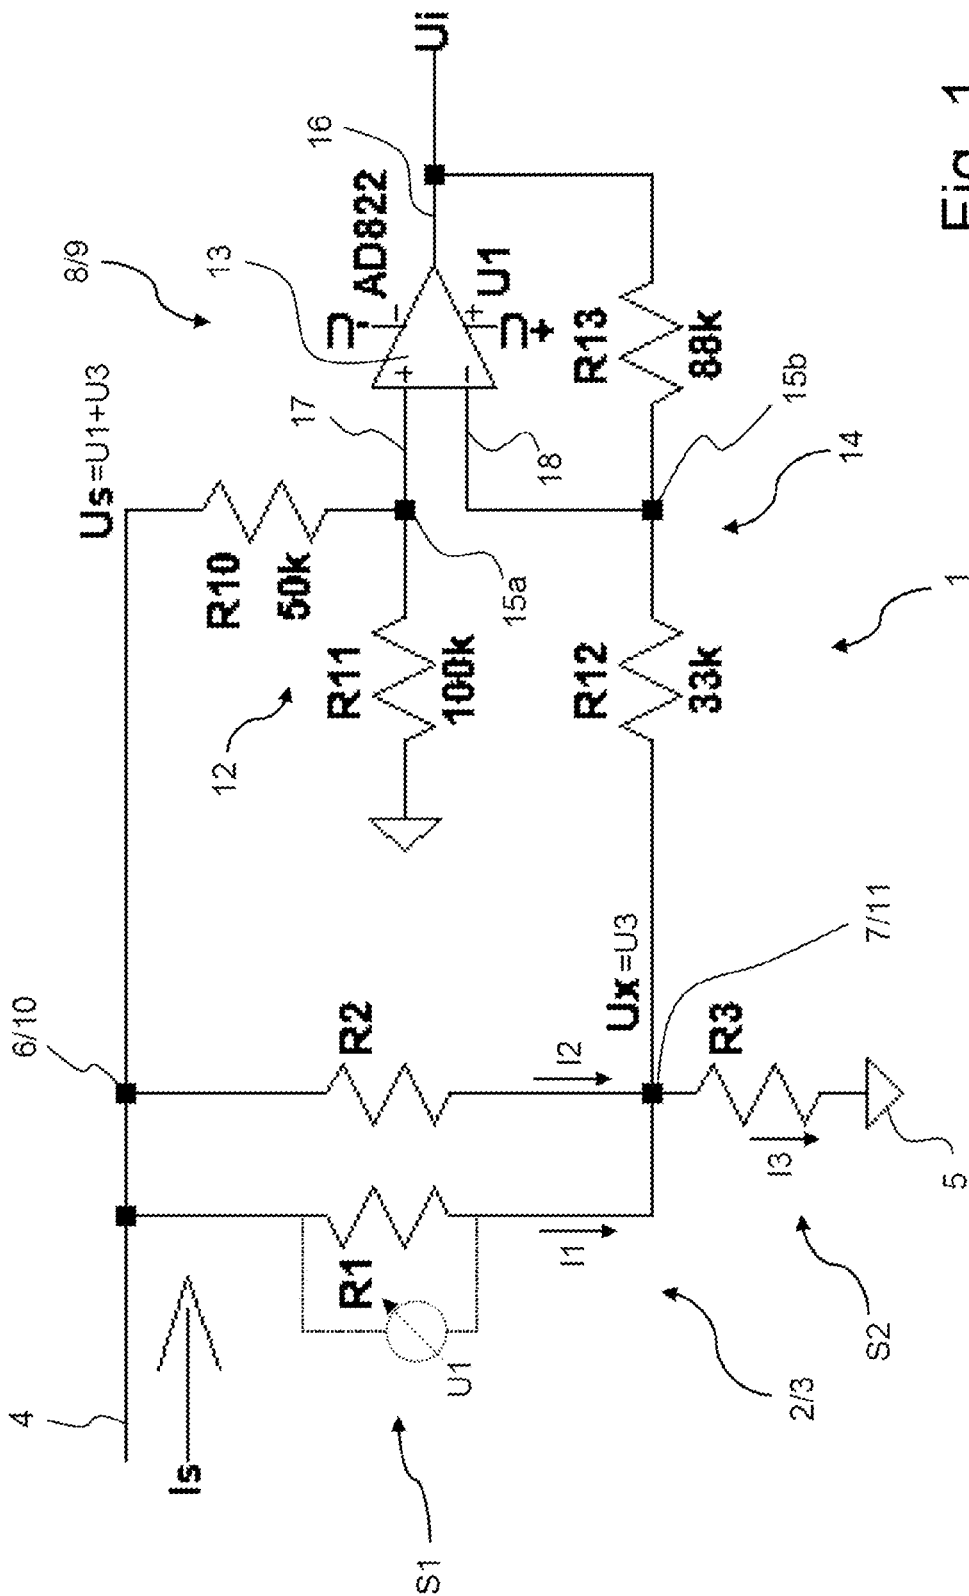 Us=U1+U3
8/9
R10
50k
17
13
U-
AD822
16
Ui
+
−
−
+
U+
U1
18
15a
12
R11
100k
R12
33k
R13
88k
15b
14
1
6/10
R2
I2
Ux=U3
7/11
R3
I3
5
S2
4
Is
R1
U1
I1
S1
2/3
Fig. 1